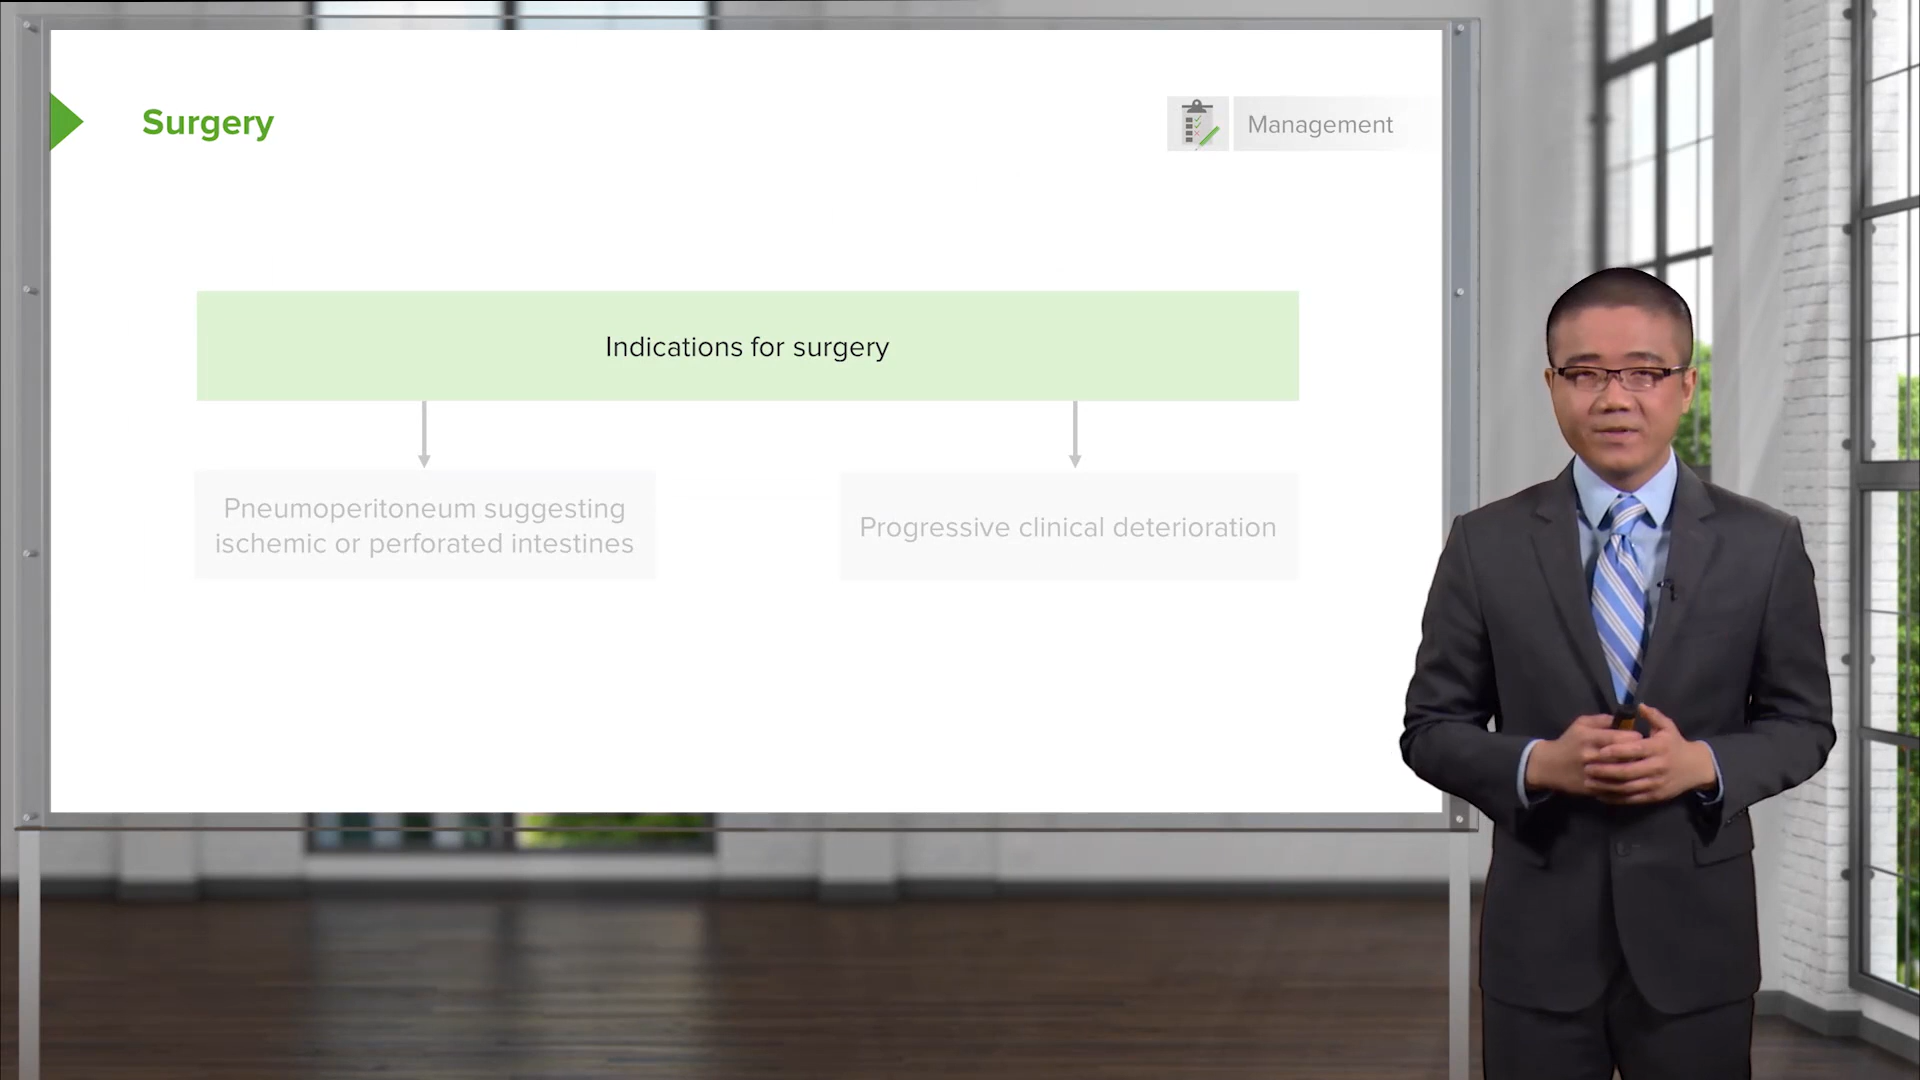 Surgery
Management
Indications for surgery
Pneumoperitoneum suggesting
ischemic or perforated intestines
Progressive clinical deterioration